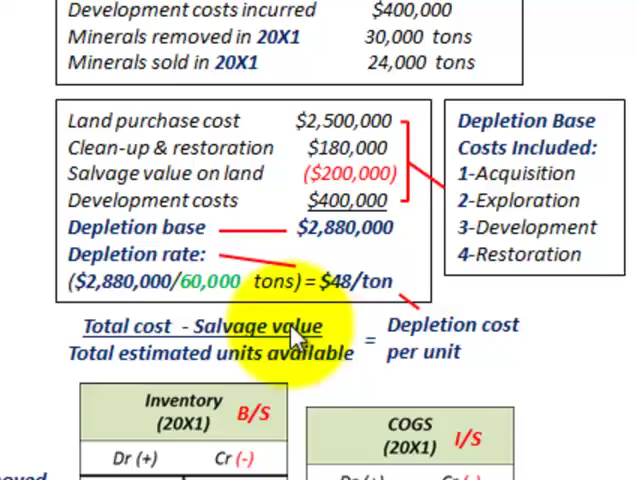 Development costs incurred $400,000
Minerals removed in 20X1 30,000 tons
Minerals sold in 20X1 24,000 tons
Land purchase cost $2,500,000
Clean-up & restoration $180,000
Salvage value on land ($200,000)
Development costs $400,000
Depletion base $2,880,000
Depletion rate:
($2,880,000/60,000 tons) = $48/ton
Depletion Base
Costs Included:
1-Acquisition
2-Exploration
3-Development
4-Restoration
Total cost - Salvage value
Total estimated units available
= Depletion cost
per unit
Inventory
(20X1) B/S
Dr (+) Cr (-)
COGS
(20X1) I/S